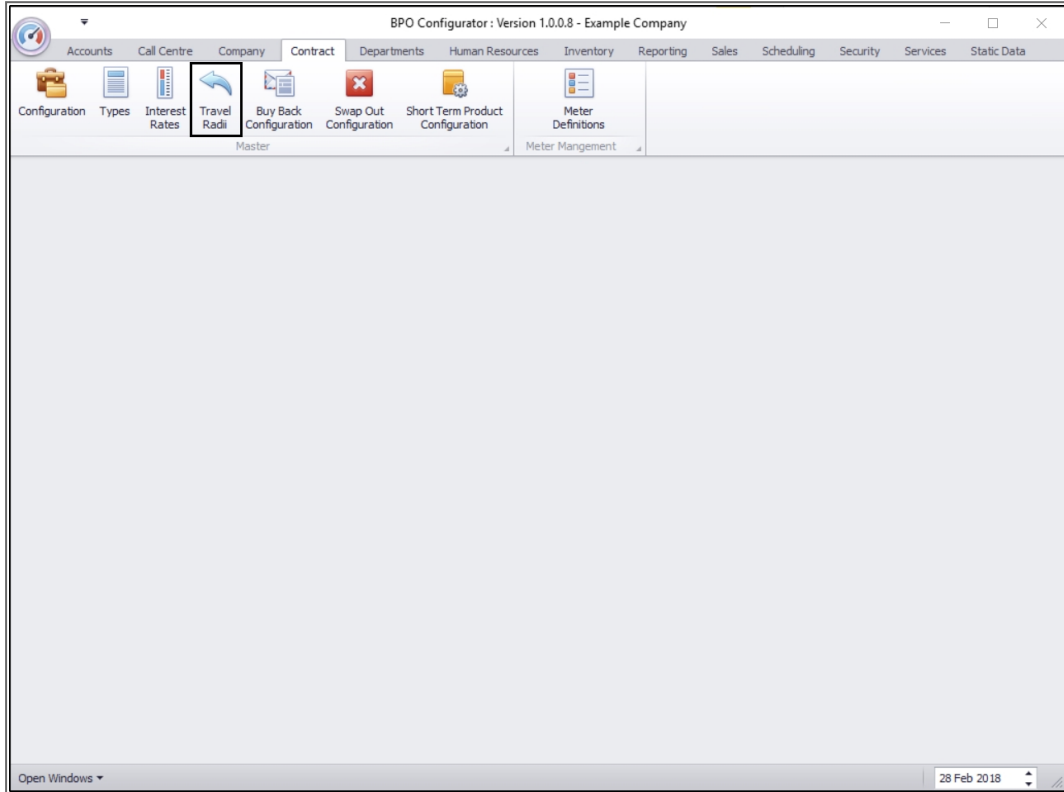 BPO Configurator : Version 1.0.0.8 - Example Company
Accounts Call Centre Company Contract Departments Human Resources Inventory Reporting Sales Scheduling Security Services Static Data
Configuration Types Interest Travel Buy Back Swap Out Short Term Product Meter
Rates Radii Configuration Configuration Configuration Definitions
Master Meter Mangement
Open Windows 28 Feb 2018